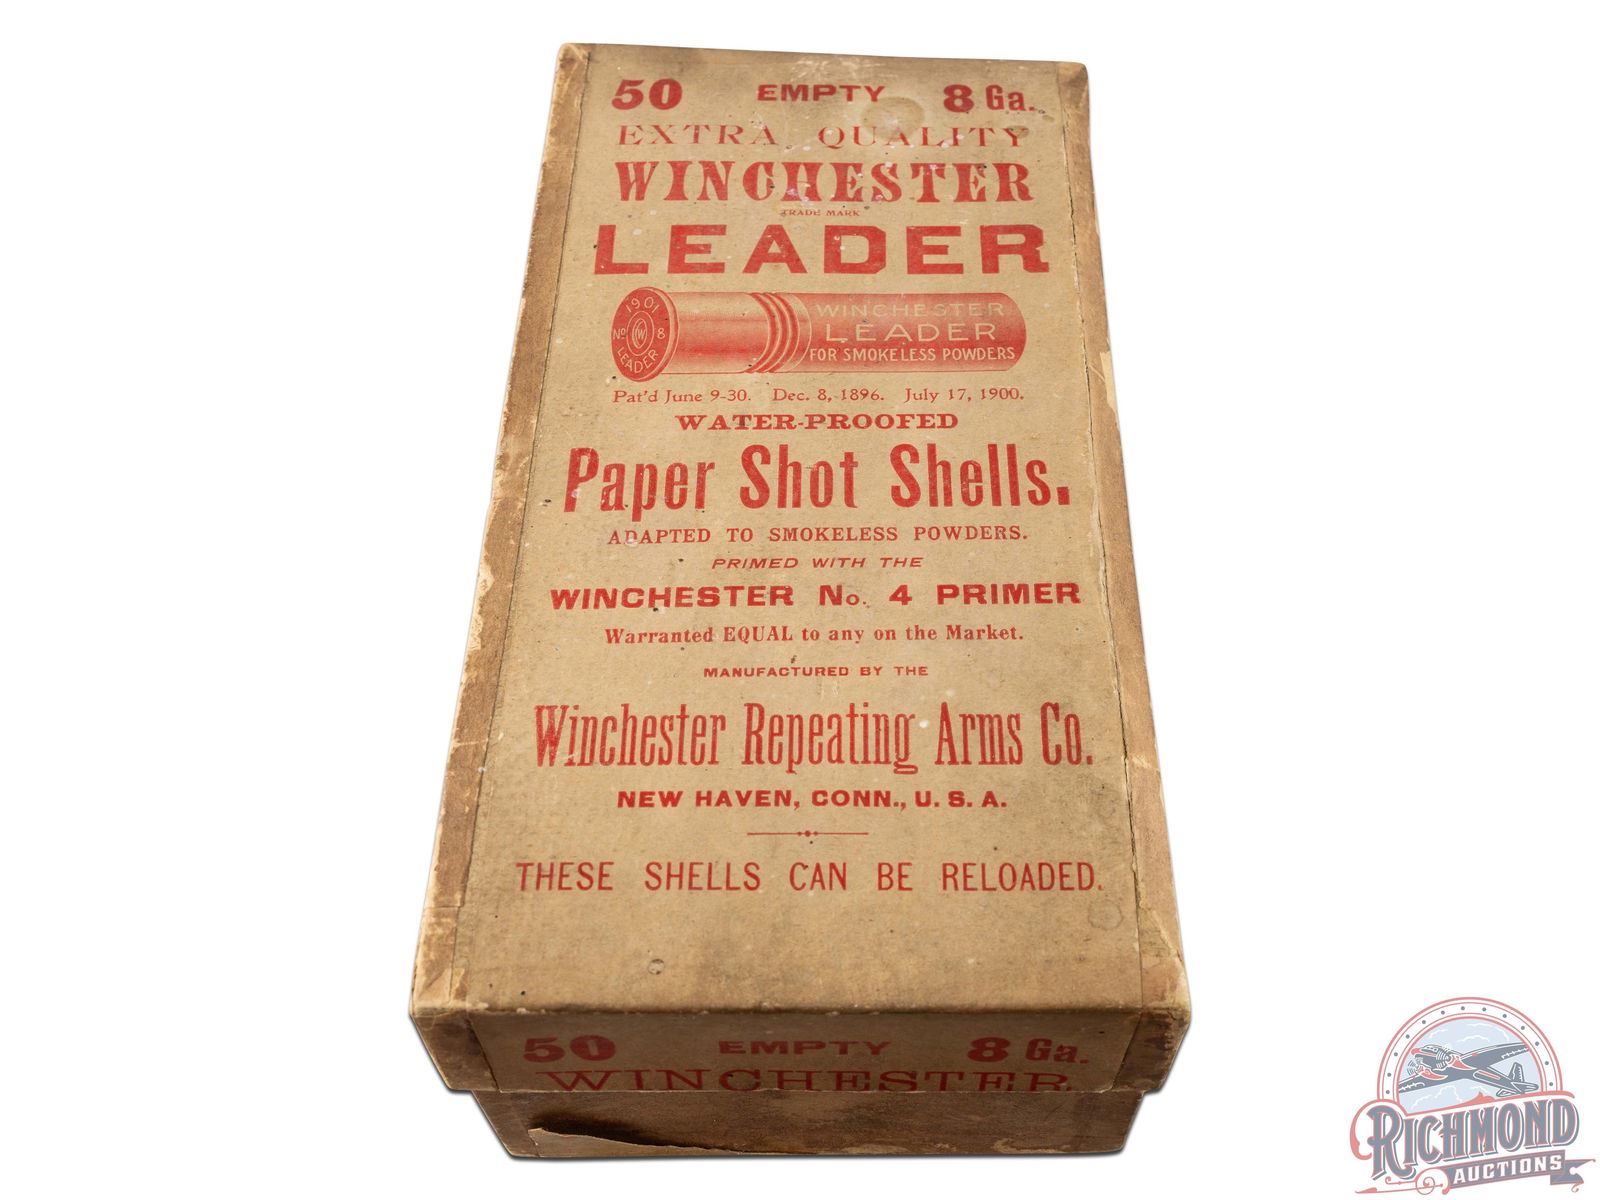 50 EMPTY 8 Ga.
EXTRA QUALITY
WINCHESTER
TRADE MARK
LEADER
1901
No 8
W
LEADER
WINCHESTER
LEADER
FOR SMOKELESS POWDERS
Pat'd June 9-30. Dec. 8, 1896. July 17, 1900.
WATER-PROOFED
Paper Shot Shells.
ADAPTED TO SMOKELESS POWDERS.
PRIMED WITH THE
WINCHESTER No. 4 PRIMER
Warranted EQUAL to any on the Market.
MANUFACTURED BY THE
Winchester Repeating Arms Co.
NEW HAVEN, CONN., U. S. A.
THESE SHELLS CAN BE RELOADED.
50 EMPTY 8 Ga.
WINCHESTER
RICHMOND
AUCTIONS